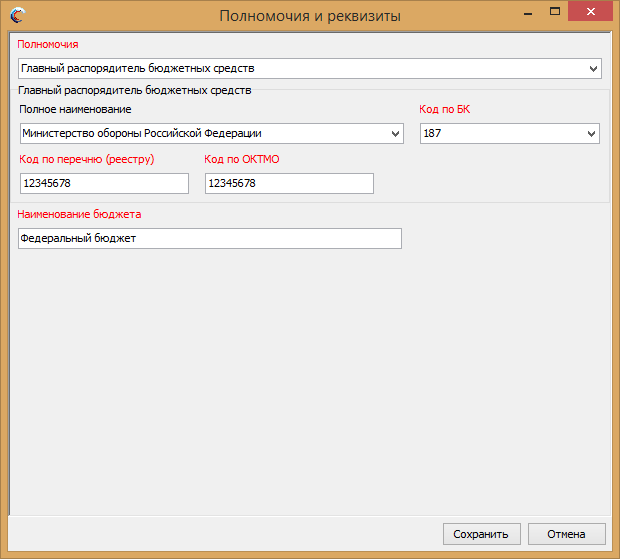 Полномочия и реквизиты
Полномочия
Главный распорядитель бюджетных средств
Главный распорядитель бюджетных средств
Полное наименование Код по БК
Министерство обороны Российской Федерации 187
Код по перечню (реестру) Код по ОКТМО
12345678 12345678
Наименование бюджета
Федеральный бюджет
Сохранить Отмена